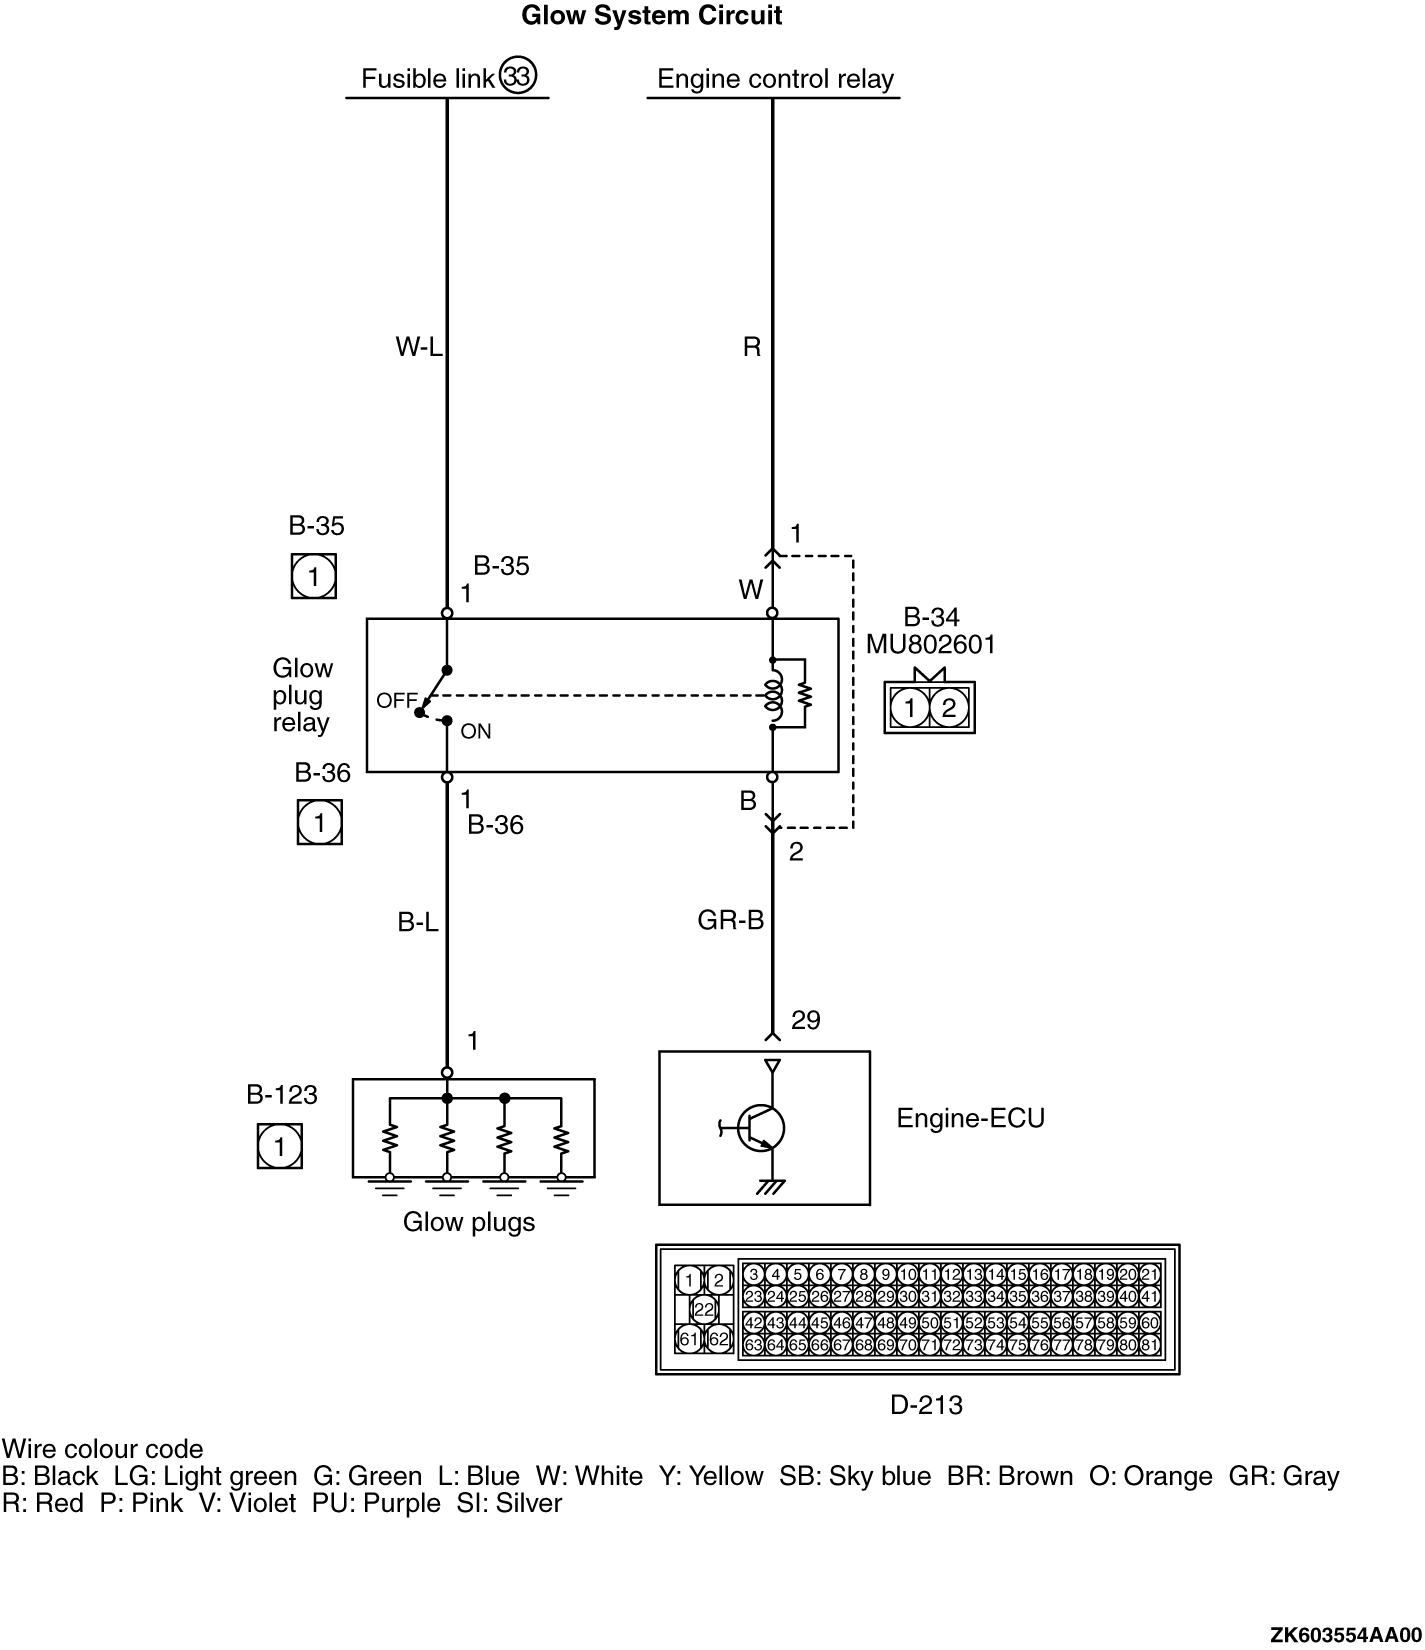 Glow System Circuit
Fusible link 33
Engine control relay
W-L
R
B-35
1
B-35
1
1
W
B-34
MU802601
1 2
Glow
plug
relay
OFF
ON
B-36
1
1
B-36
B
2
B-L
GR-B
1
29
B-123
1
Engine-ECU
Glow plugs
1 2 3 4 5 6 7 8 9 10 11 12 13 14 15 16 17 18 19 20 21
22 23 24 25 26 27 28 29 30 31 32 33 34 35 36 37 38 39 40 41
42 43 44 45 46 47 48 49 50 51 52 53 54 55 56 57 58 59 60
61 62 63 64 65 66 67 68 69 70 71 72 73 74 75 76 77 78 79 80 81
D-213
Wire colour code
B: Black LG: Light green G: Green L: Blue W: White Y: Yellow SB: Sky blue BR: Brown O: Orange GR: Gray
R: Red P: Pink V: Violet PU: Purple SI: Silver
ZK603554AA00